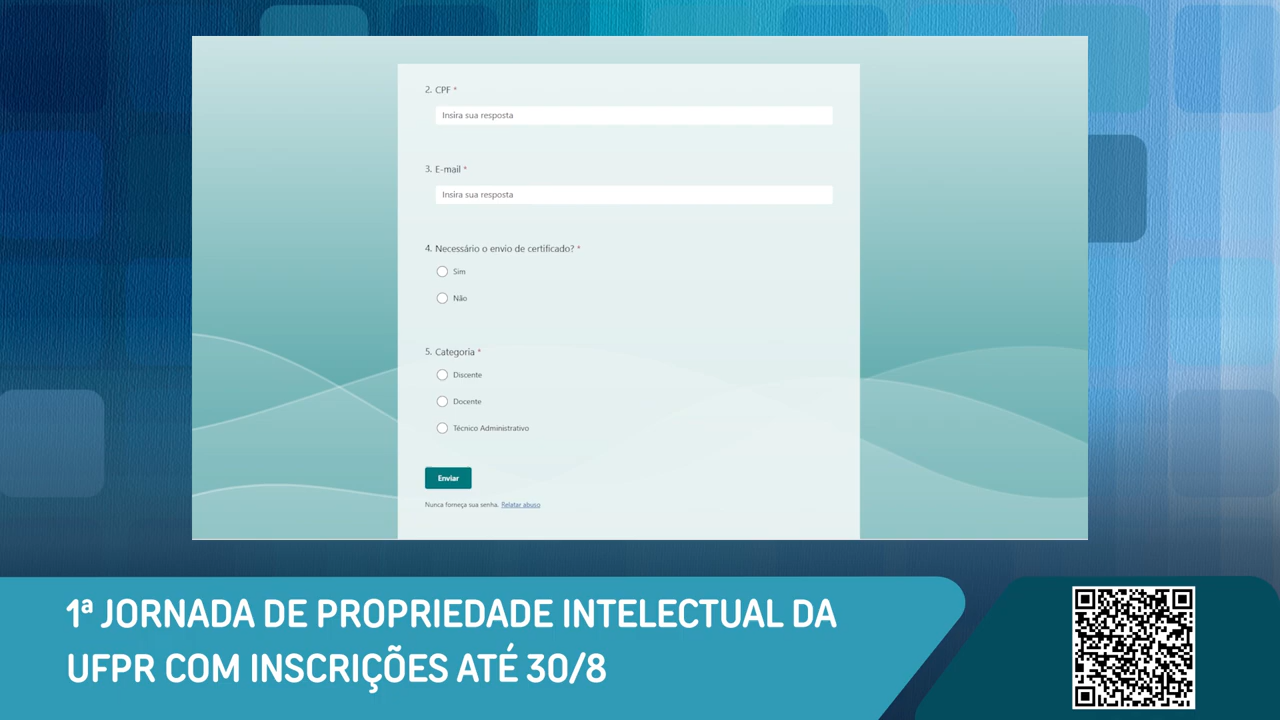 2. CPF *
Insira sua resposta
3. E-mail *
Insira sua resposta
4. Necessário o envio de certificado? *
Sim
Não
5. Categoria *
Discente
Docente
Técnico Administrativo
Enviar
Nunca forneça sua senha. Relatar abuso
1ª JORNADA DE PROPRIEDADE INTELECTUAL DA
UFPR COM INSCRIÇÕES ATÉ 30/8